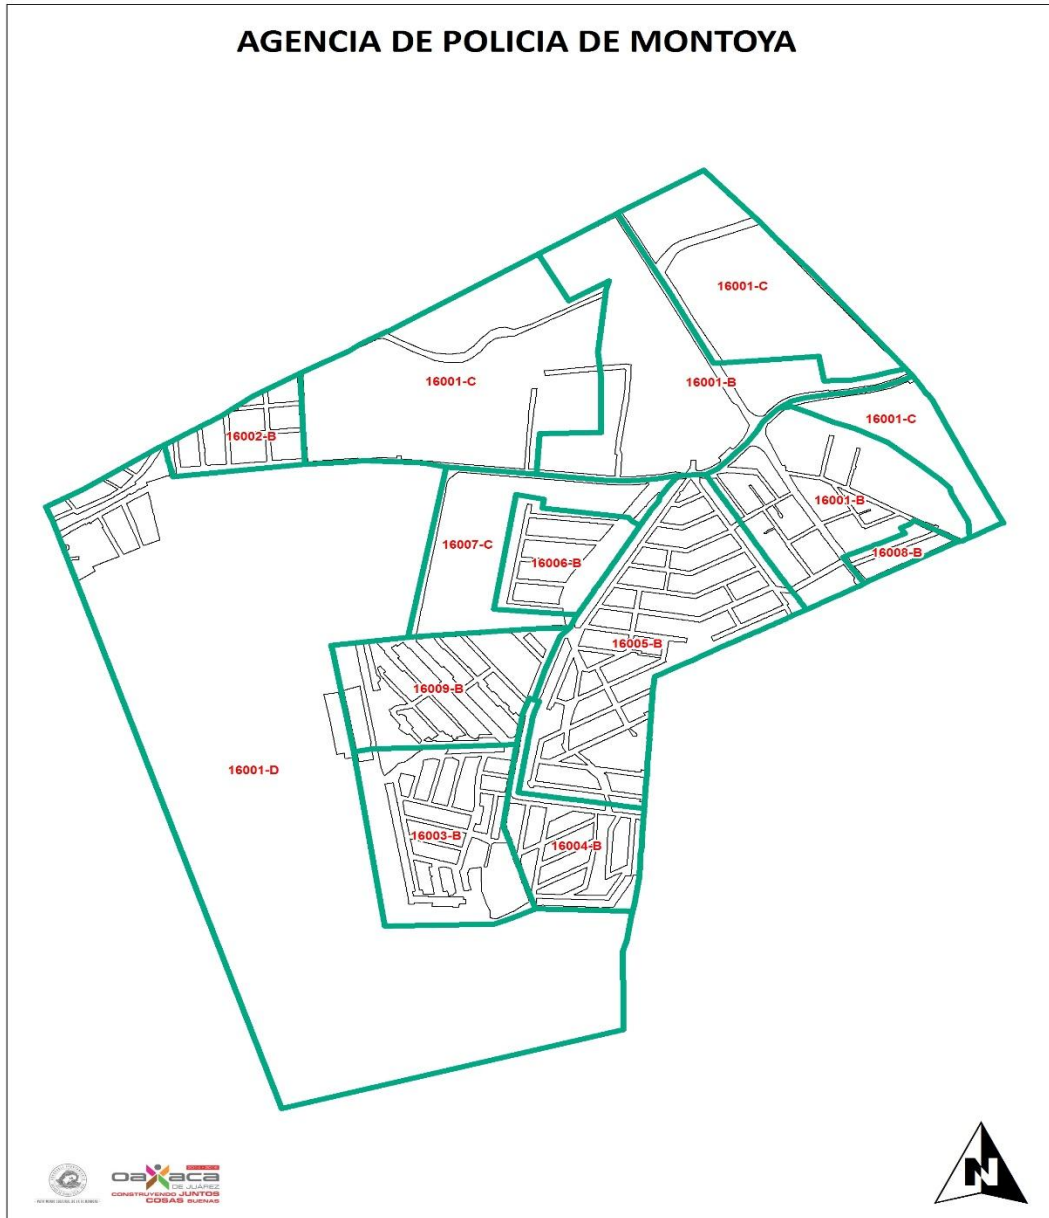 AGENCIA DE POLICIA DE MONTOYA
16001-C
16001-C
16001-B
16001-C
16002-B
16001-B
16007-C
16006-B
16008-B
16005-B
16009-B
16001-D
16003-B
16004-B
oaxaca
DE JUÁREZ
CONSTRUYENDO JUNTOS
COSAS BUENAS
N